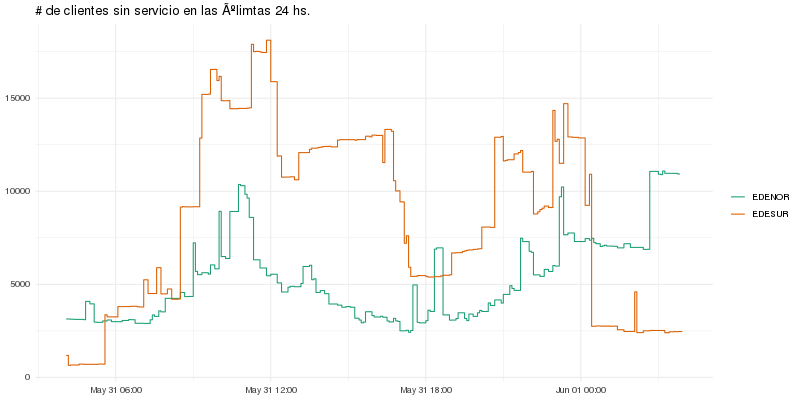 # de clientes sin servicio en las Ãºlimtas 24 hs.
15000
10000
5000
0
May 31 06:00
May 31 12:00
May 31 18:00
Jun 01 00:00
EDENOR
EDESUR